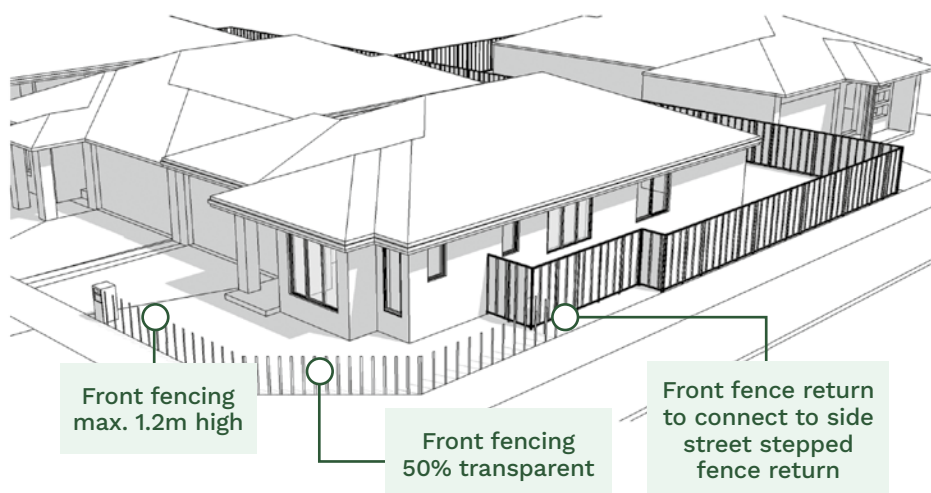 Front fencing
max. 1.2m high
Front fencing
50% transparent
Front fence return
to connect to side
street stepped
fence return